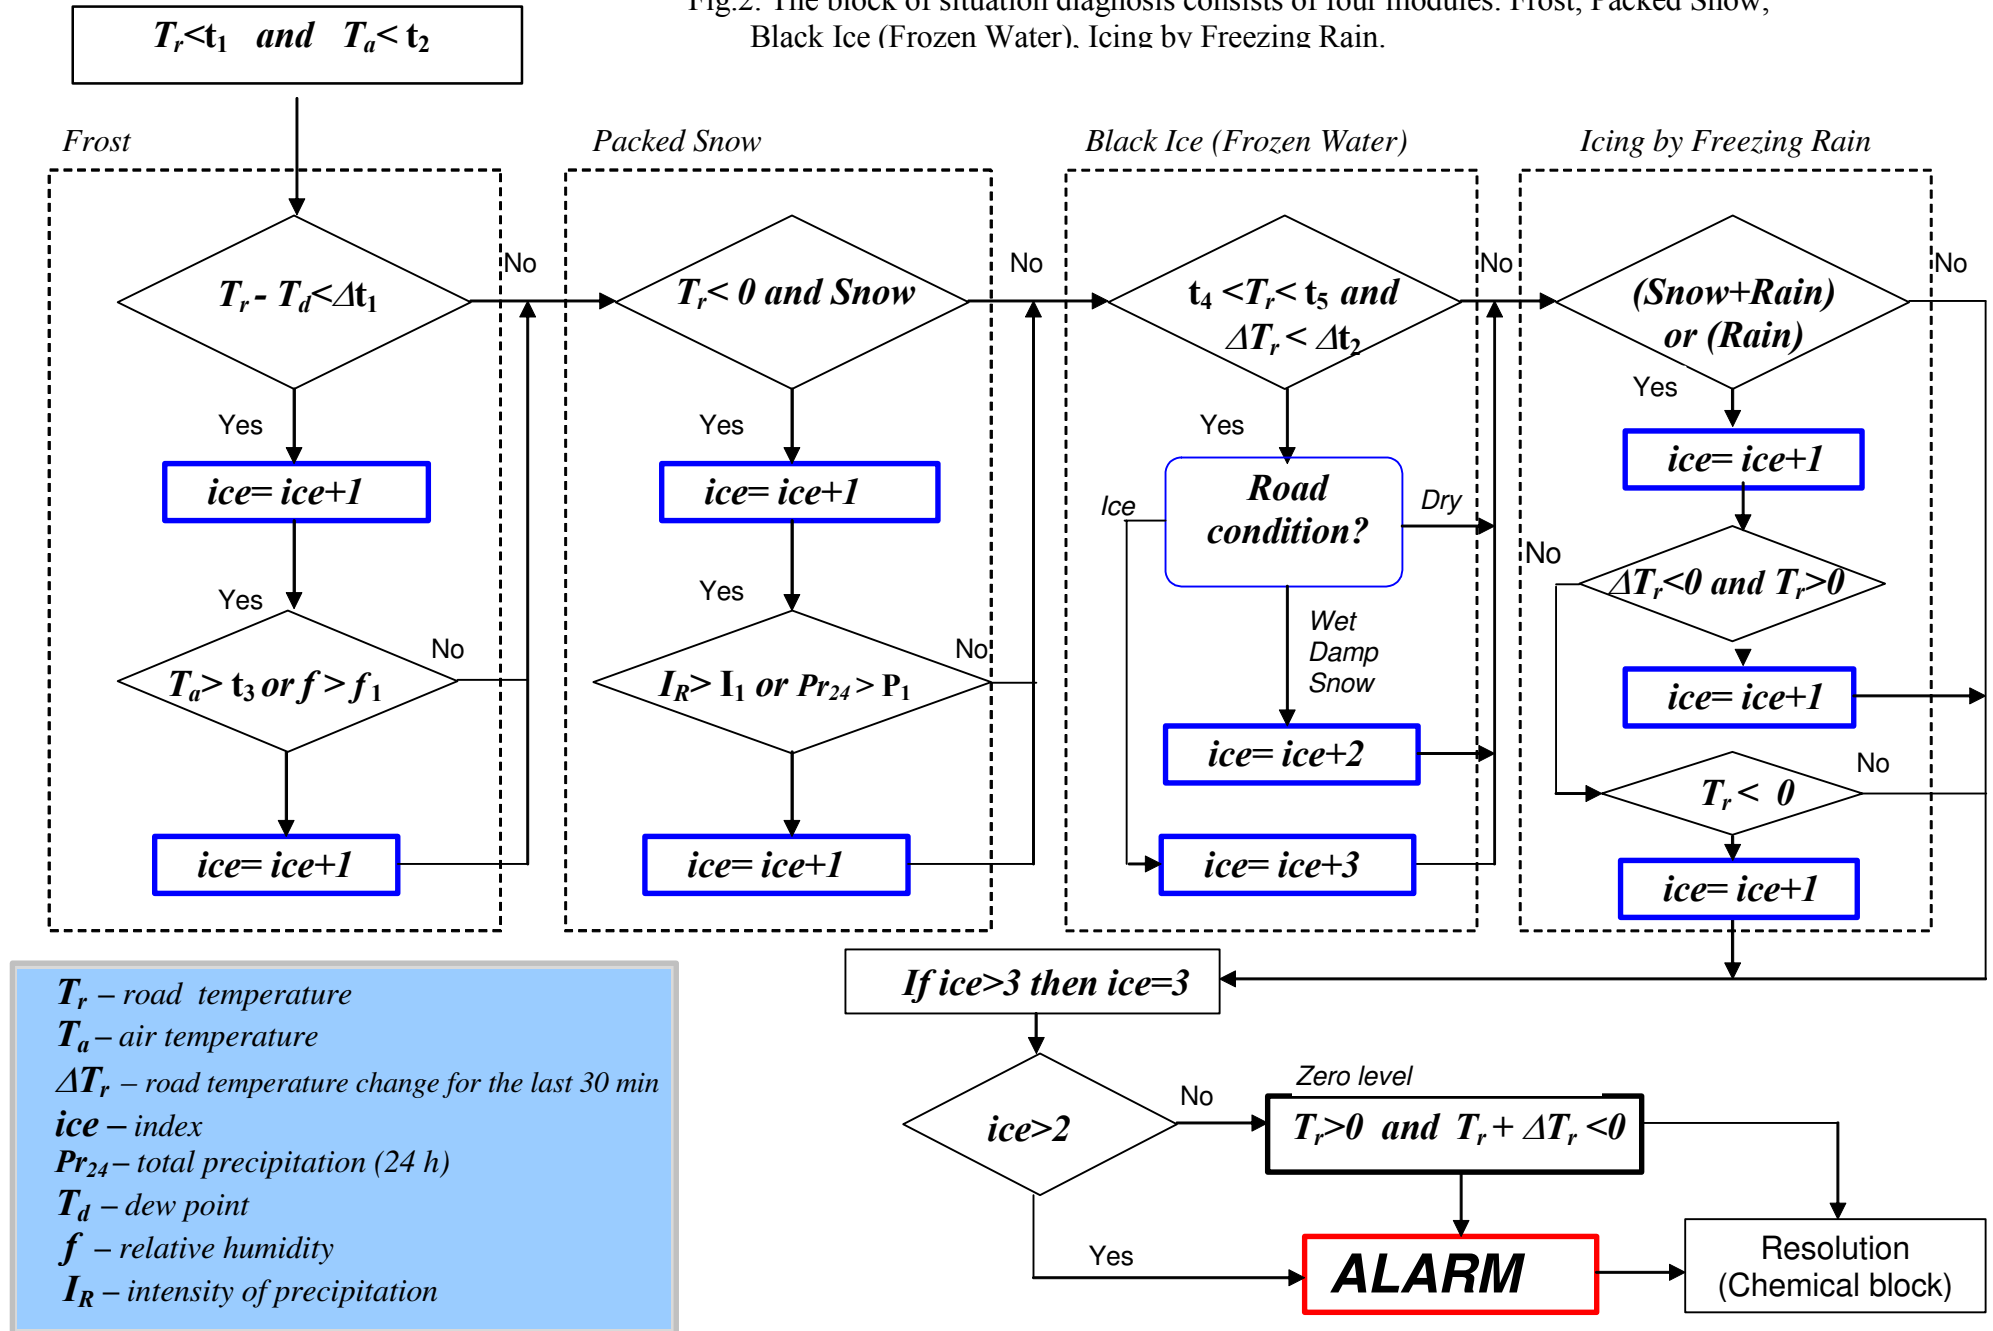 Fig.2. The block of situation diagnosis consists of four modules: Frost, Packed Snow,
Black Ice (Frozen Water), Icing by Freezing Rain.
Tr<t1 and Ta< t2
Frost
Packed Snow
Black Ice (Frozen Water)
Icing by Freezing Rain
Tr - Td<Δt1
No
Yes
ice= ice+1
Yes
Ta> t3 or f > f1
No
ice= ice+1
Tr< 0 and Snow
No
Yes
ice= ice+1
Yes
IR> I1 or Pr24 > P1
No
ice= ice+1
t4 <Tr< t5 and
ΔTr < Δt2
No
Yes
Road
condition?
Ice
Dry
Wet
Damp
Snow
ice= ice+2
ice= ice+3
(Snow+Rain)
or (Rain)
No
Yes
ice= ice+1
No
ΔTr<0 and Tr>0
ice= ice+1
Tr < 0
No
ice= ice+1
If ice>3 then ice=3
ice>2
No
Yes
Zero level
Tr>0 and Tr + ΔTr <0
ALARM
Resolution
(Chemical block)
Tr – road temperature
Ta – air temperature
ΔTr – road temperature change for the last 30 min
ice – index
Pr24 – total precipitation (24 h)
Td – dew point
f – relative humidity
IR – intensity of precipitation